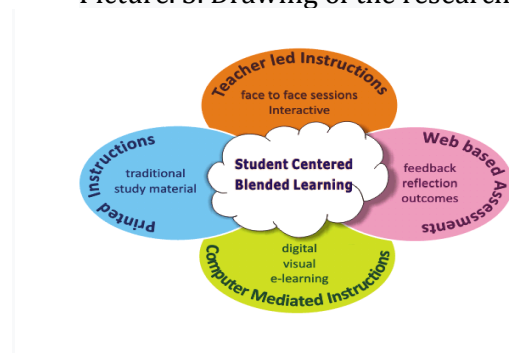 Picture. 3. Drawing of the research
Teacher led Instructions
face to face sessions
Interactive
Printed Instructions
traditional
study material
Student Centered
Blended Learning
Web based Assessments
feedback
reflection
outcomes
digital
visual
e-learning
Computer Mediated Instructions